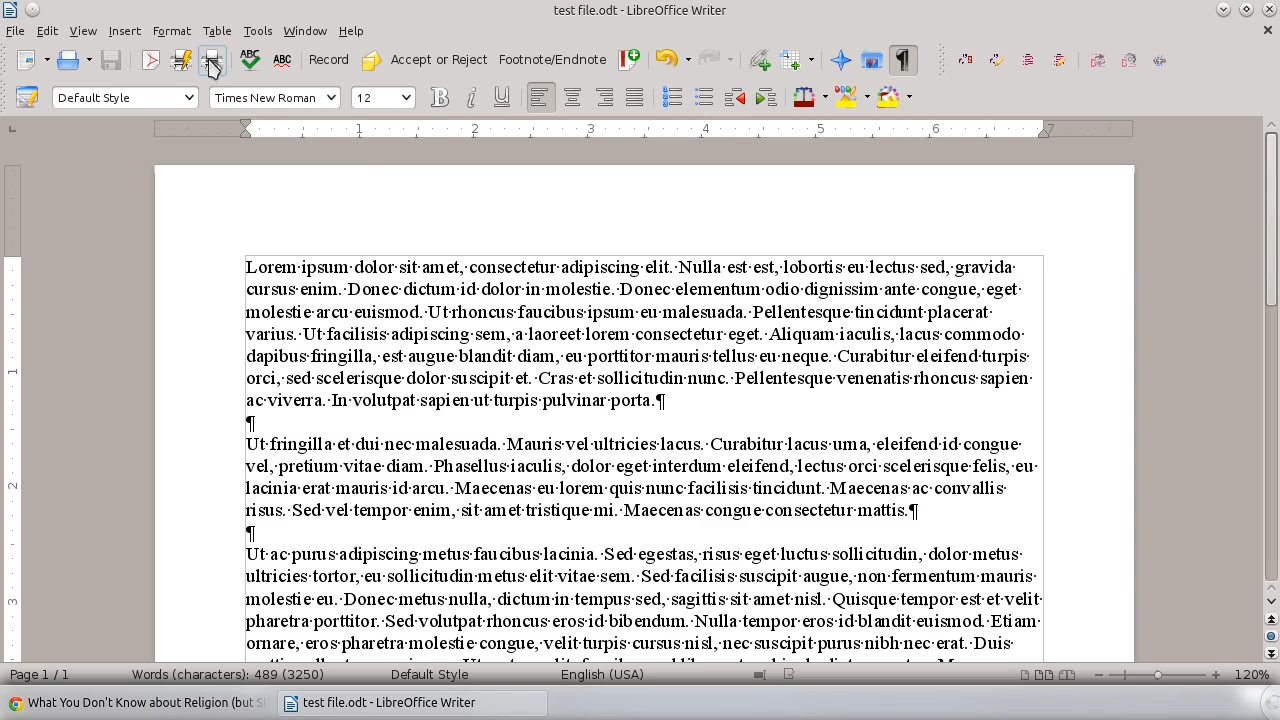 test file.odt - LibreOffice Writer
File Edit View Insert Format Table Tools Window Help
ABC ABC Record Accept or Reject Footnote/Endnote
Default Style Times New Roman 12 B i U
1 2 3 4 5 6 7
Lorem·ipsum·dolor·sit·amet,·consectetur·adipiscing·elit.·Nulla·est·est,·lobortis·eu·lectus·sed,·gravida·
cursus·enim.·Donec·dictum·id·dolor·in·molestie.·Donec·elementum·odio·dignissim·ante·congue,·eget·
molestie·arcu·euismod.·Ut·rhoncus·faucibus·ipsum·eu·malesuada.·Pellentesque·tincidunt·placerat·
varius.·Ut·facilisis·adipiscing·sem,·a·laoreet·lorem·consectetur·eget.·Aliquam·iaculis,·lacus·commodo·
dapibus·fringilla,·est·augue·blandit·diam,·eu·porttitor·mauris·tellus·eu·neque.·Curabitur·eleifend·turpis·
orci,·sed·scelerisque·dolor·suscipit·et.·Cras·et·sollicitudin·nunc.·Pellentesque·venenatis·rhoncus·sapien·
ac·viverra.·In·volutpat·sapien·ut·turpis·pulvinar·porta.¶
¶
Ut·fringilla·et·dui·nec·malesuada.·Mauris·vel·ultricies·lacus.·Curabitur·lacus·urna,·eleifend·id·congue·
vel,·pretium·vitae·diam.·Phasellus·iaculis,·dolor·eget·interdum·eleifend,·lectus·orci·scelerisque·felis,·eu·
lacinia·erat·mauris·id·arcu.·Maecenas·eu·lorem·quis·nunc·facilisis·tincidunt.·Maecenas·ac·convallis·
risus.·Sed·vel·tempor·enim,·sit·amet·tristique·mi.·Maecenas·congue·consectetur·mattis.¶
¶
Ut·ac·purus·adipiscing·metus·faucibus·lacinia.·Sed·egestas,·risus·eget·luctus·sollicitudin,·dolor·metus·
ultricies·tortor,·eu·sollicitudin·metus·elit·vitae·sem.·Sed·facilisis·suscipit·augue,·non·fermentum·mauris·
molestie·eu.·Donec·metus·nulla,·dictum·in·tempus·sed,·sagittis·sit·amet·nisl.·Quisque·tempor·est·et·velit·
pharetra·porttitor.·Sed·volutpat·rhoncus·eros·id·bibendum.·Nulla·tempor·eros·id·blandit·euismod.·Etiam·
ornare,·eros·pharetra·molestie·congue,·velit·turpis·cursus·nisl,·nec·suscipit·purus·nibh·nec·erat.·Duis·
1
2
3
Page 1 / 1 Words (characters): 489 (3250) Default Style English (USA) 120%
What You Don't Know about Religion (but test file.odt - LibreOffice Writer